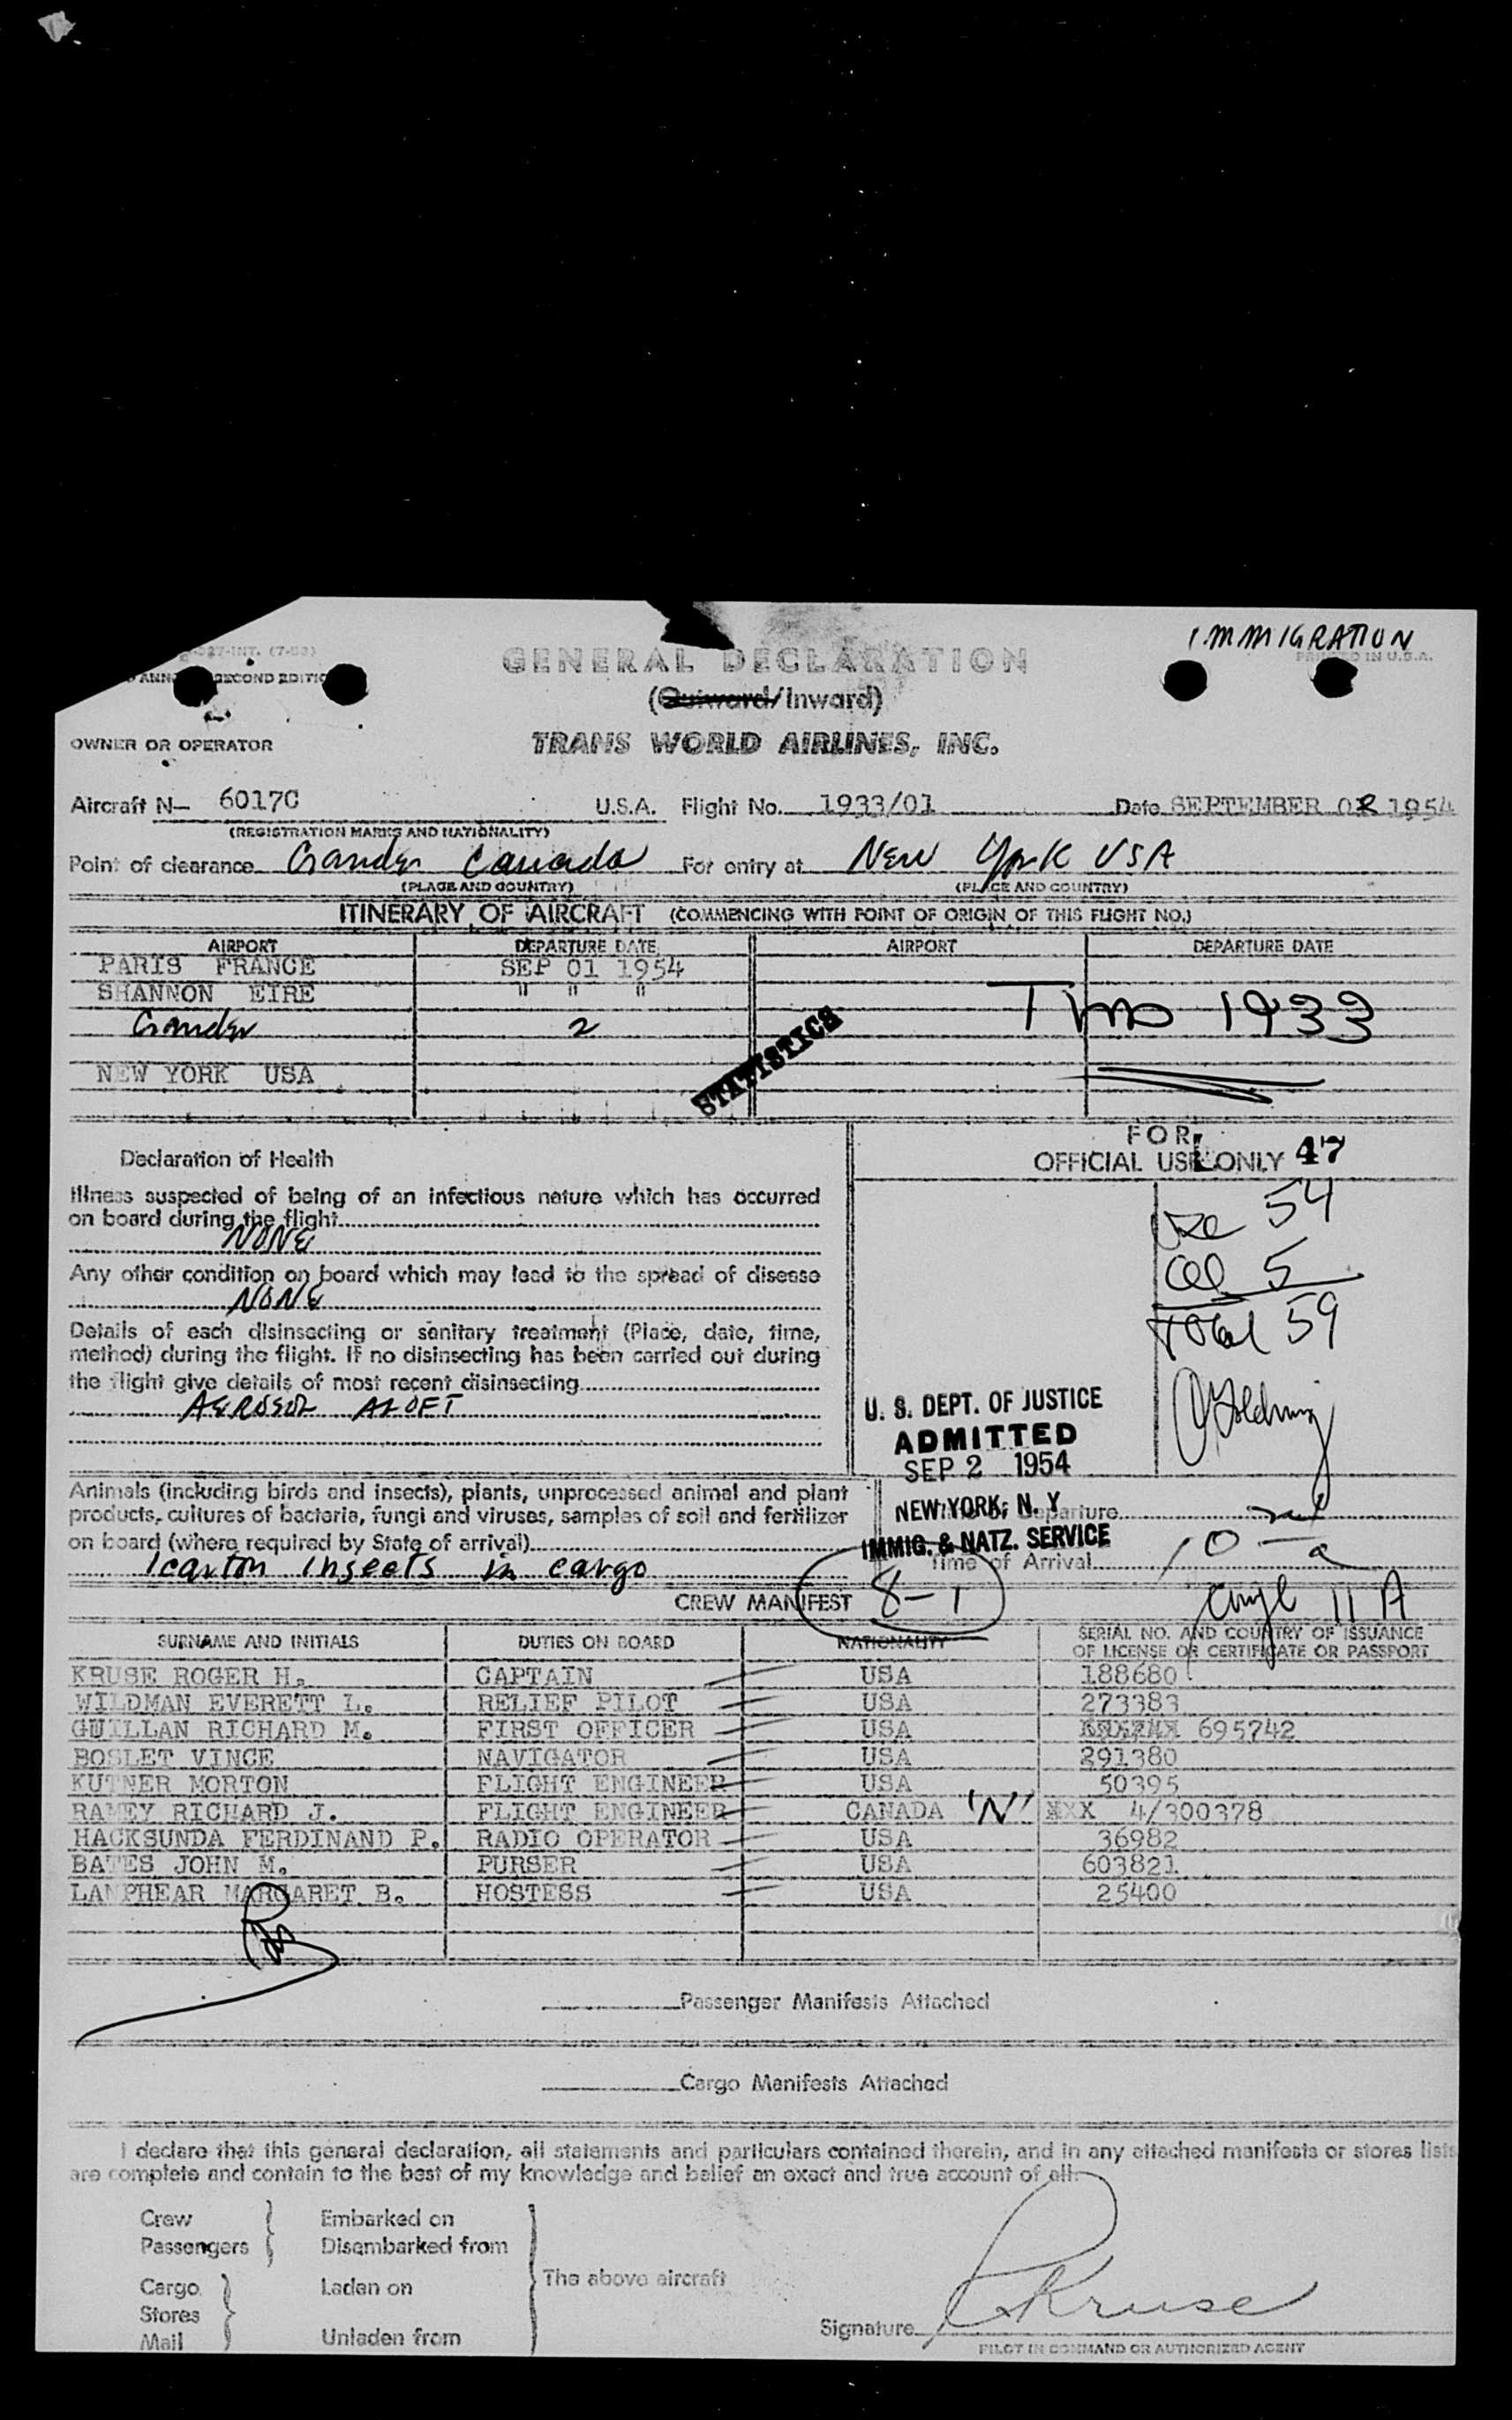 IMMIGRATION
-INT. (7-53)
PRINTED IN U.S.A.
SECOND EDITION
GENERAL DECLARATION
(Outward/Inward)
OWNER OR OPERATOR
TRANS WORLD AIRLINES, INC.
Aircraft N— 6017C U.S.A. Flight No. 1933/01 Date SEPTEMBER 02 1954
(REGISTRATION MARKS AND NATIONALITY)
Point of clearance Gander Canada For entry at New York USA
(PLACE AND COUNTRY) (PLACE AND COUNTRY)
ITINERARY OF AIRCRAFT (COMMENCING WITH POINT OF ORIGIN OF THIS FLIGHT NO.)
AIRPORT DEPARTURE DATE AIRPORT DEPARTURE DATE
PARIS FRANCE SEP 01 1954
SHANNON EIRE " " "
Gander 2
1933
STATISTICS
NEW YORK USA
FOR
OFFICIAL USE ONLY 47
Declaration of Health
Illness suspected of being of an infectious nature which has occurred
on board during the flight
NONE
Any other condition on board which may lead to the spread of disease
NONE
Details of each disinsecting or sanitary treatment (Place, date, time,
method) during the flight. If no disinsecting has been carried out during
the flight give details of most recent disinsecting
AEROSOL ALOFT
54
5
Total 59
U. S. DEPT. OF JUSTICE
ADMITTED
SEP 2 1954
NEW YORK, N. Y.
IMMIG. & NATZ. SERVICE
Animals (including birds and insects), plants, unprocessed animal and plant
products, cultures of bacteria, fungi and viruses, samples of soil and fertilizer
on board (where required by State of arrival)
1 carton insects in cargo
Departure
Time of Arrival 10
CREW MANIFEST 8-1 11 A
SURNAME AND INITIALS DUTIES ON BOARD NATIONALITY SERIAL NO. AND COUNTRY OF ISSUANCE
OF LICENSE OR CERTIFICATE OR PASSPORT
KRUSE ROGER H. CAPTAIN USA 188680
WILDMAN EVERETT L. RELIEF PILOT USA 273383
GUILLAN RICHARD M. FIRST OFFICER USA 695742
BOSLET VINCE NAVIGATOR USA 291380
KUTNER MORTON FLIGHT ENGINEER USA 50395
RAMEY RICHARD J. FLIGHT ENGINEER CANADA "N" XXX 4/300378
HACKSUNDA FERDINAND P. RADIO OPERATOR USA 36982
BATES JOHN M. PURSER USA 603821
LANPHEAR MARGARET B. HOSTESS USA 25400
Passenger Manifests Attached
Cargo Manifests Attached
I declare that this general declaration, all statements and particulars contained therein, and in any attached manifests or stores lists
are complete and contain to the best of my knowledge and belief an exact and true account of all
Crew
Passengers
Embarked on
Disembarked from
Cargo
Stores
Mail
Laden on
Unladen from
The above aircraft
Signature Kruse
PILOT IN COMMAND OR AUTHORIZED AGENT